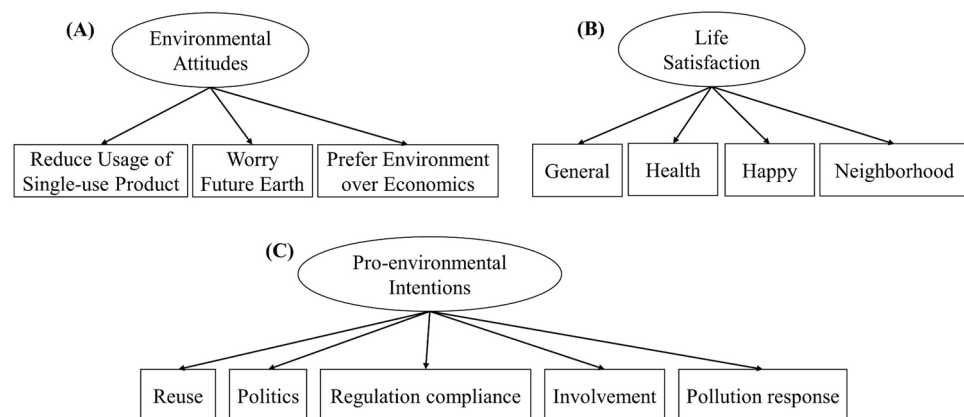 (A)
Environmental
Attitudes
Reduce Usage of
Single-use Product
Worry
Future Earth
Prefer Environment
over Economics
(B)
Life
Satisfaction
General
Health
Happy
Neighborhood
(C)
Pro-environmental
Intentions
Reuse
Politics
Regulation compliance
Involvement
Pollution response